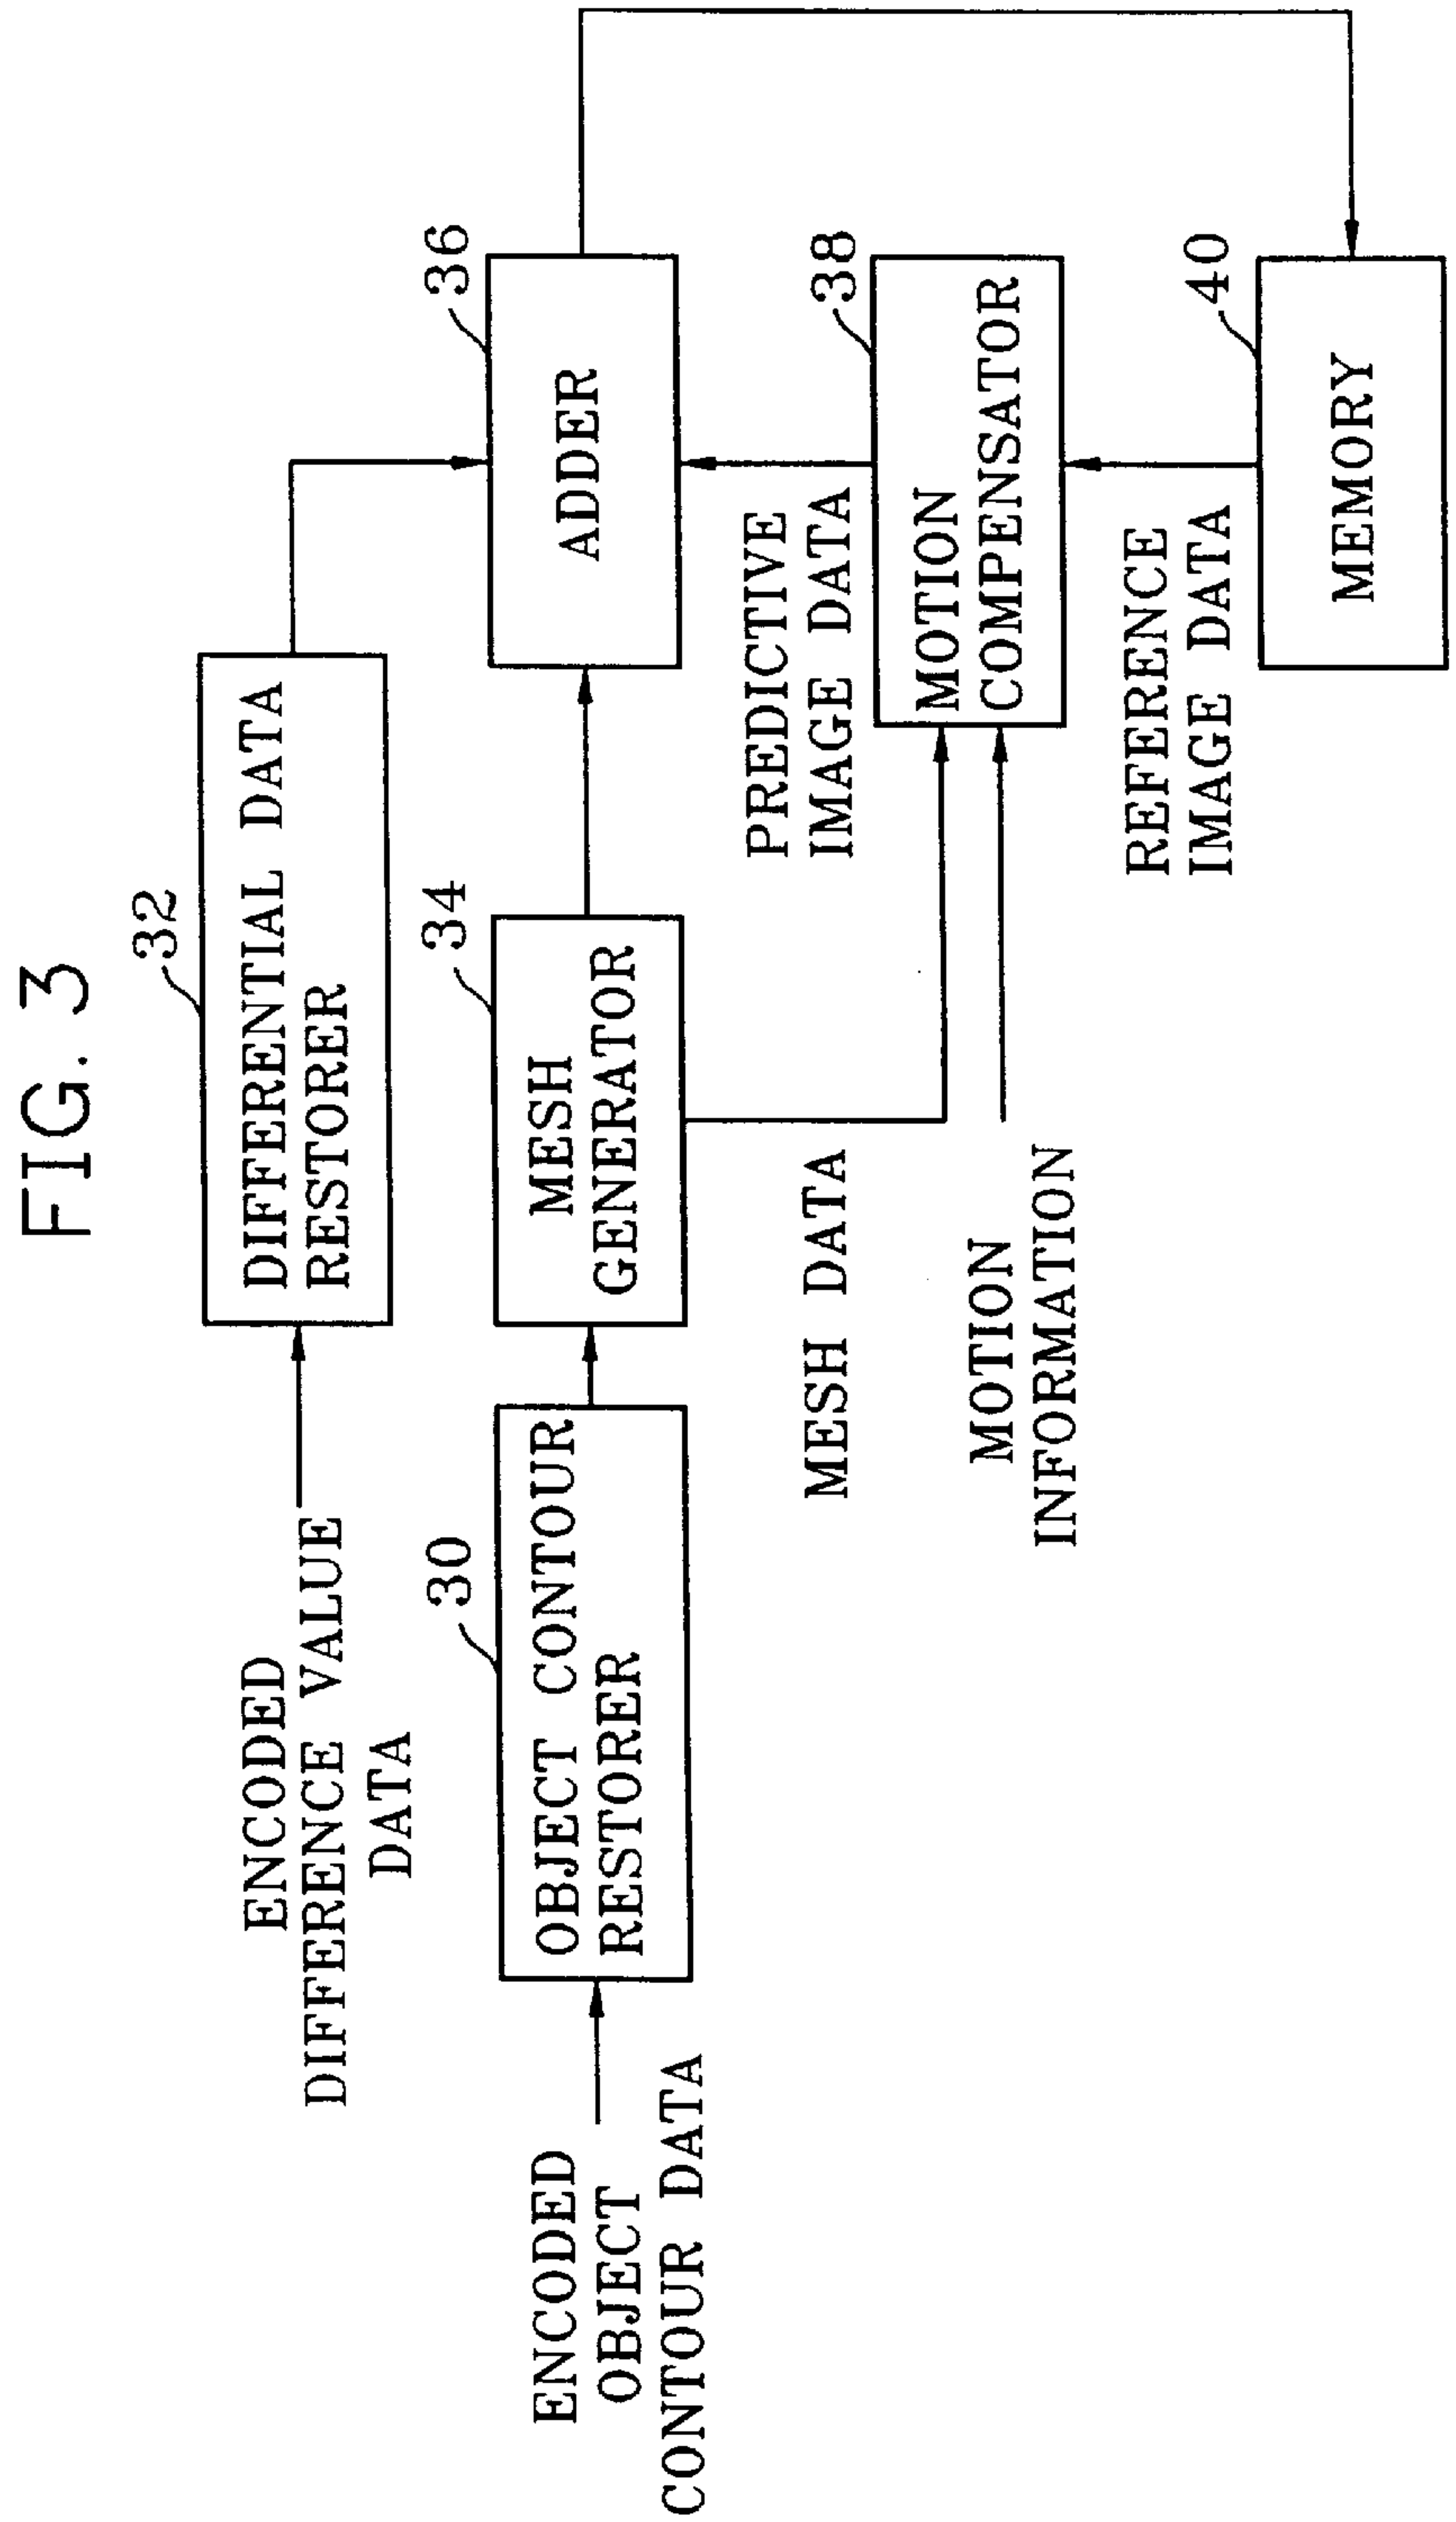 FIG. 3
ENCODED
DIFFERENCE VALUE
DATA
32
DIFFERENTIAL DATA
RESTORER
ENCODED
OBJECT
CONTOUR DATA
30
OBJECT CONTOUR
RESTORER
34
MESH
GENERATOR
36
ADDER
MESH DATA
PREDICTIVE
IMAGE DATA
MOTION
INFORMATION
38
MOTION
COMPENSATOR
REFERENCE
IMAGE DATA
40
MEMORY